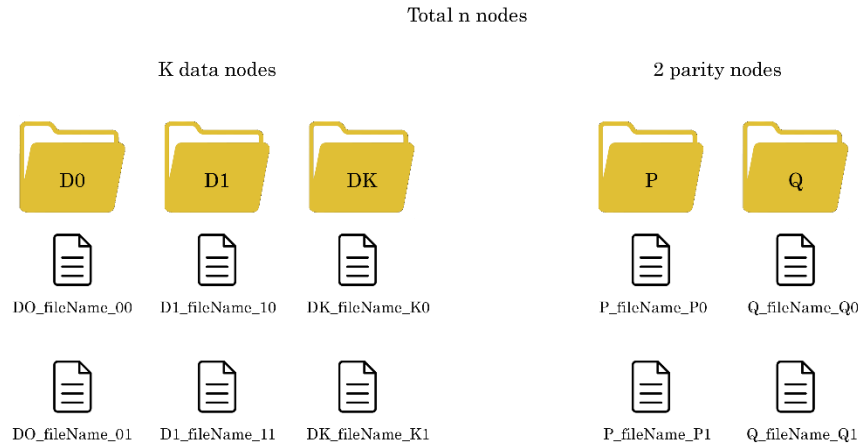 Total n nodes
K data nodes
2 parity nodes
D0
D1
DK
P
Q
DO_fileName_00
D1_fileName_10
DK_fileName_K0
P_fileName_P0
Q_fileName_Q0
DO_fileName_01
D1_fileName_11
DK_fileName_K1
P_fileName_P1
Q_fileName_Q1